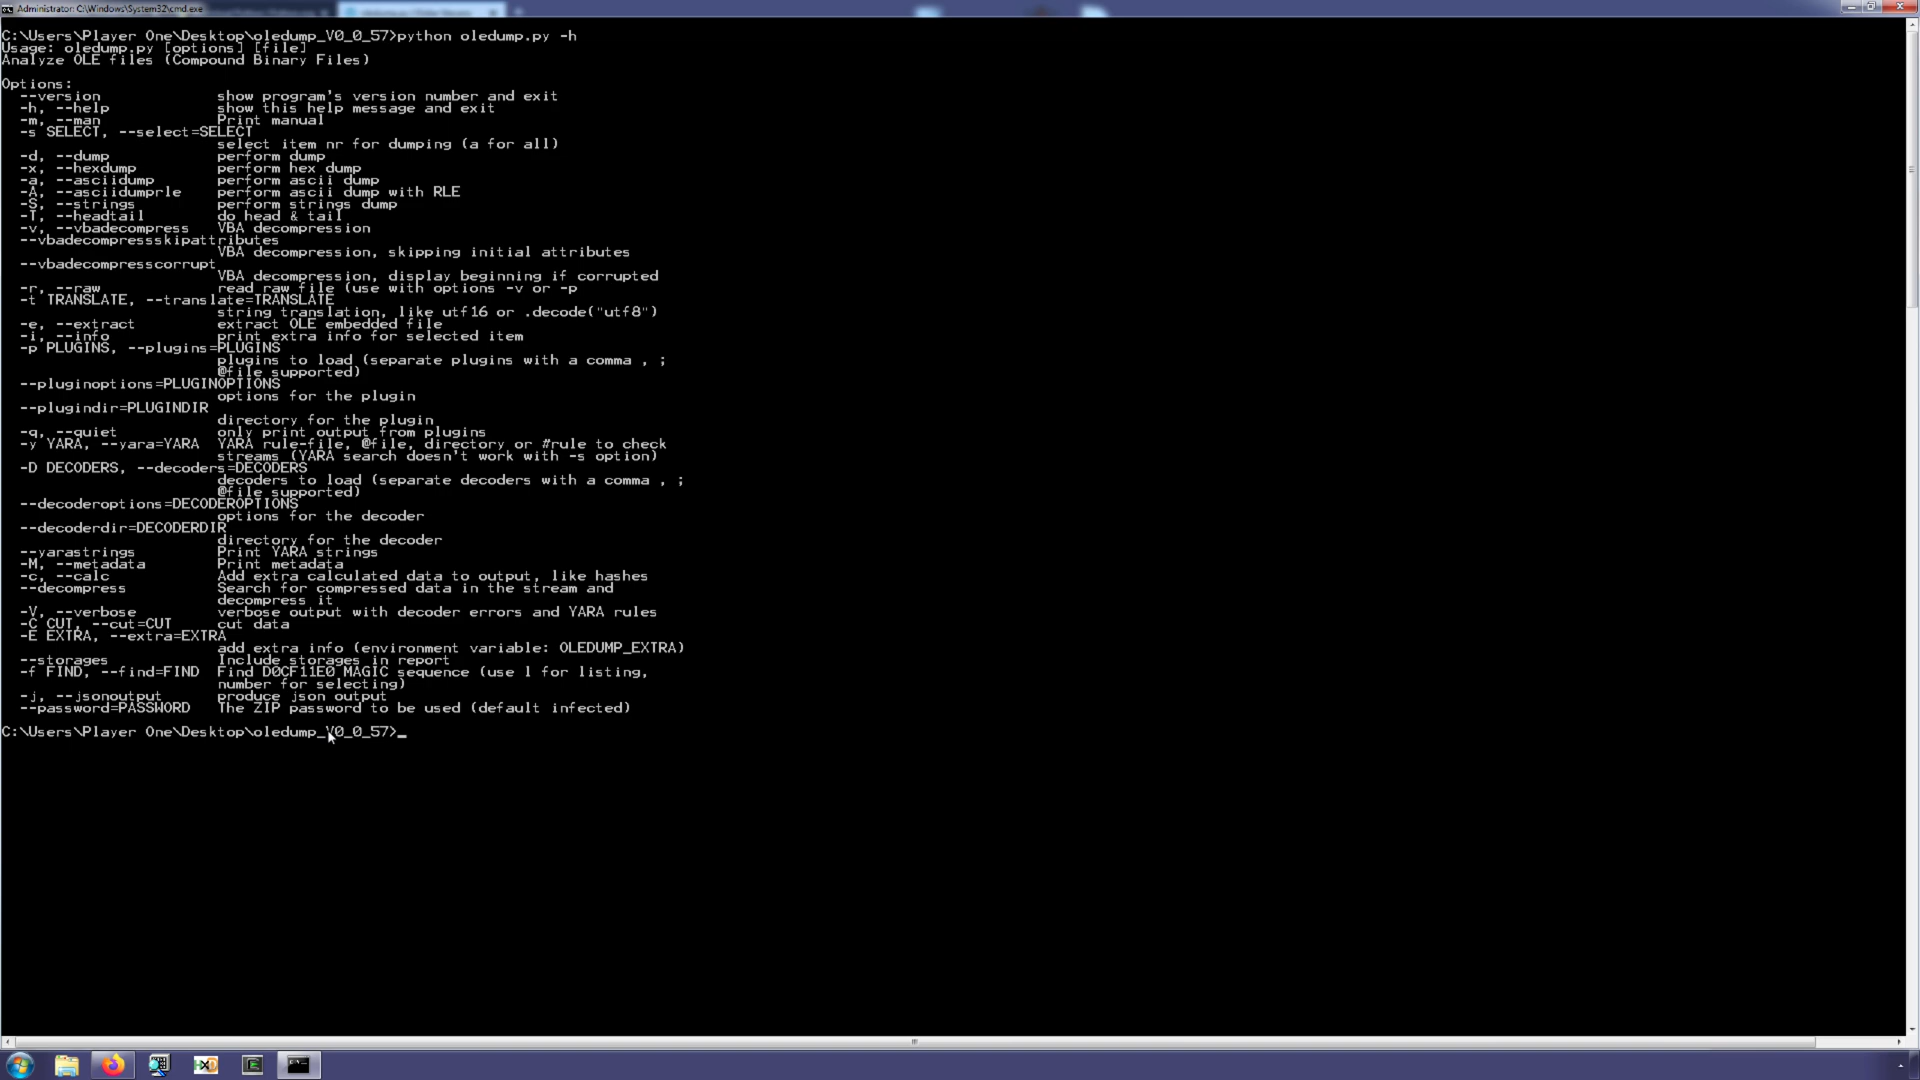 Administrator: C:\Windows\System32\cmd.exe
C:\Users\Player One\Desktop\oledump_V0_0_57>python oledump.py -h
Usage: oledump.py [options] [file]
Analyze OLE files (Compound Binary Files)
Options:
--version show program's version number and exit
-h, --help show this help message and exit
-m, --man Print manual
-s SELECT, --select=SELECT
select item nr for dumping (a for all)
-d, --dump perform dump
-x, --hexdump perform hex dump
-a, --asciidump perform ascii dump
-A, --asciidumprle perform ascii dump with RLE
-S, --strings perform strings dump
-T, --headtail do head & tail
-v, --vbadecompress VBA decompression
--vbadecompressskipattributes
VBA decompression, skipping initial attributes
--vbadecompresscorrupt
VBA decompression, display beginning if corrupted
-r, --raw read raw file (use with options -v or -p
-t TRANSLATE, --translate=TRANSLATE
string translation, like utf16 or .decode("utf8")
-e, --extract extract OLE embedded file
-i, --info print extra info for selected item
-p PLUGINS, --plugins=PLUGINS
plugins to load (separate plugins with a comma , ;
@file supported)
--pluginoptions=PLUGINOPTIONS
options for the plugin
--plugindir=PLUGINDIR
directory for the plugin
-q, --quiet only print output from plugins
-y YARA, --yara=YARA YARA rule-file, @file, directory or #rule to check
streams (YARA search doesn't work with -s option)
-D DECODERS, --decoders=DECODERS
decoders to load (separate decoders with a comma , ;
@file supported)
--decoderoptions=DECODEROPTIONS
options for the decoder
--decoderdir=DECODERDIR
directory for the decoder
--yarastrings Print YARA strings
-M, --metadata Print metadata
-c, --calc Add extra calculated data to output, like hashes
--decompress Search for compressed data in the stream and
decompress it
-V, --verbose verbose output with decoder errors and YARA rules
-C CUT, --cut=CUT cut data
-E EXTRA, --extra=EXTRA
add extra info (environment variable: OLEDUMP_EXTRA)
--storages Include storages in report
-f FIND, --find=FIND Find D0CF11E0 MAGIC sequence (use l for listing,
number for selecting)
-j, --jsonoutput produce json output
--password=PASSWORD The ZIP password to be used (default infected)
C:\Users\Player One\Desktop\oledump_V0_0_57>_